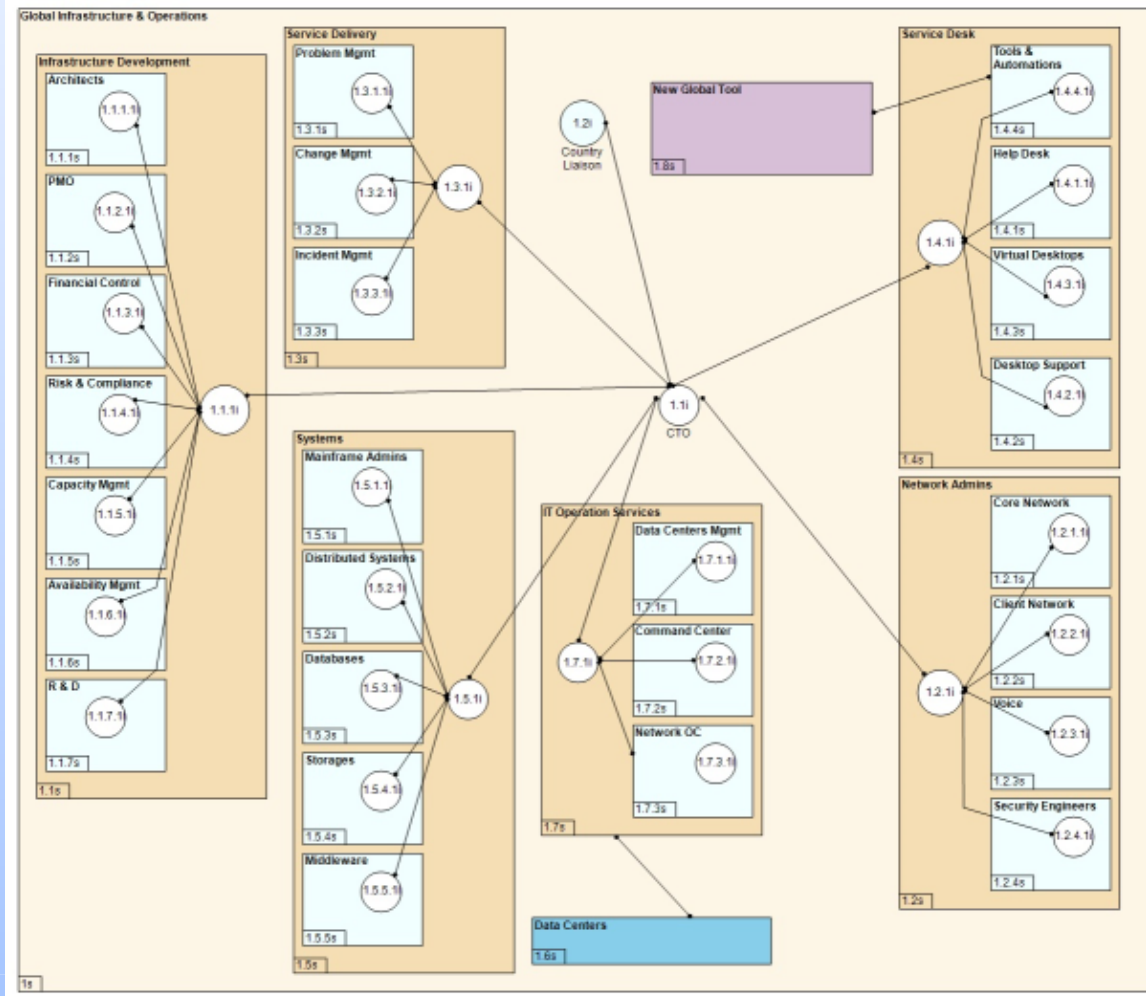 Global Infrastructure & Operations
Infrastructure Development
Architects
1.1.1.1i
1.1.1s
PMO
1.1.2.1i
1.1.2s
Financial Control
1.1.3.1i
1.1.3s
Risk & Compliance
1.1.4.1i
1.1.4s
Capacity Mgmt
1.1.5.1i
1.1.5s
Availability Mgmt
1.1.6.1i
1.1.6s
R & D
1.1.7.1i
1.1.7s
1.1.1i
1.1s
Service Delivery
Problem Mgmt
1.3.1.1i
1.3.1s
Change Mgmt
1.3.2.1i
1.3.2s
Incident Mgmt
1.3.3.1i
1.3.3s
1.3.1i
1.3s
1.2i
Country
Liaison
New Global Tool
1.8s
Service Desk
Tools &
Automations
1.4.4.1i
1.4.4s
Help Desk
1.4.1.1i
1.4.1s
Virtual Desktops
1.4.3.1i
1.4.3s
Desktop Support
1.4.2.1i
1.4.2s
1.4.1i
1.4s
1.1i
CTO
Systems
Mainframe Admins
1.5.1.1
1.5.1s
Distributed Systems
1.5.2.1i
1.5.2s
Databases
1.5.3.1i
1.5.3s
Storages
1.5.4.1i
1.5.4s
Middleware
1.5.5.1i
1.5.5s
1.5.1i
1.5s
IT Operation Services
Data Centers Mgmt
1.7.1.1i
1.7.1s
Command Center
1.7.2.1i
1.7.2s
Network OC
1.7.3.1i
1.7.3s
1.7.1i
1.7s
Network Admins
Core Network
1.2.1.1i
1.2.1s
Client Network
1.2.2.1i
1.2.2s
Voice
1.2.3.1i
1.2.3s
Security Engineers
1.2.4.1i
1.2.4s
1.2.1i
1.2s
Data Centers
1.6s
1s